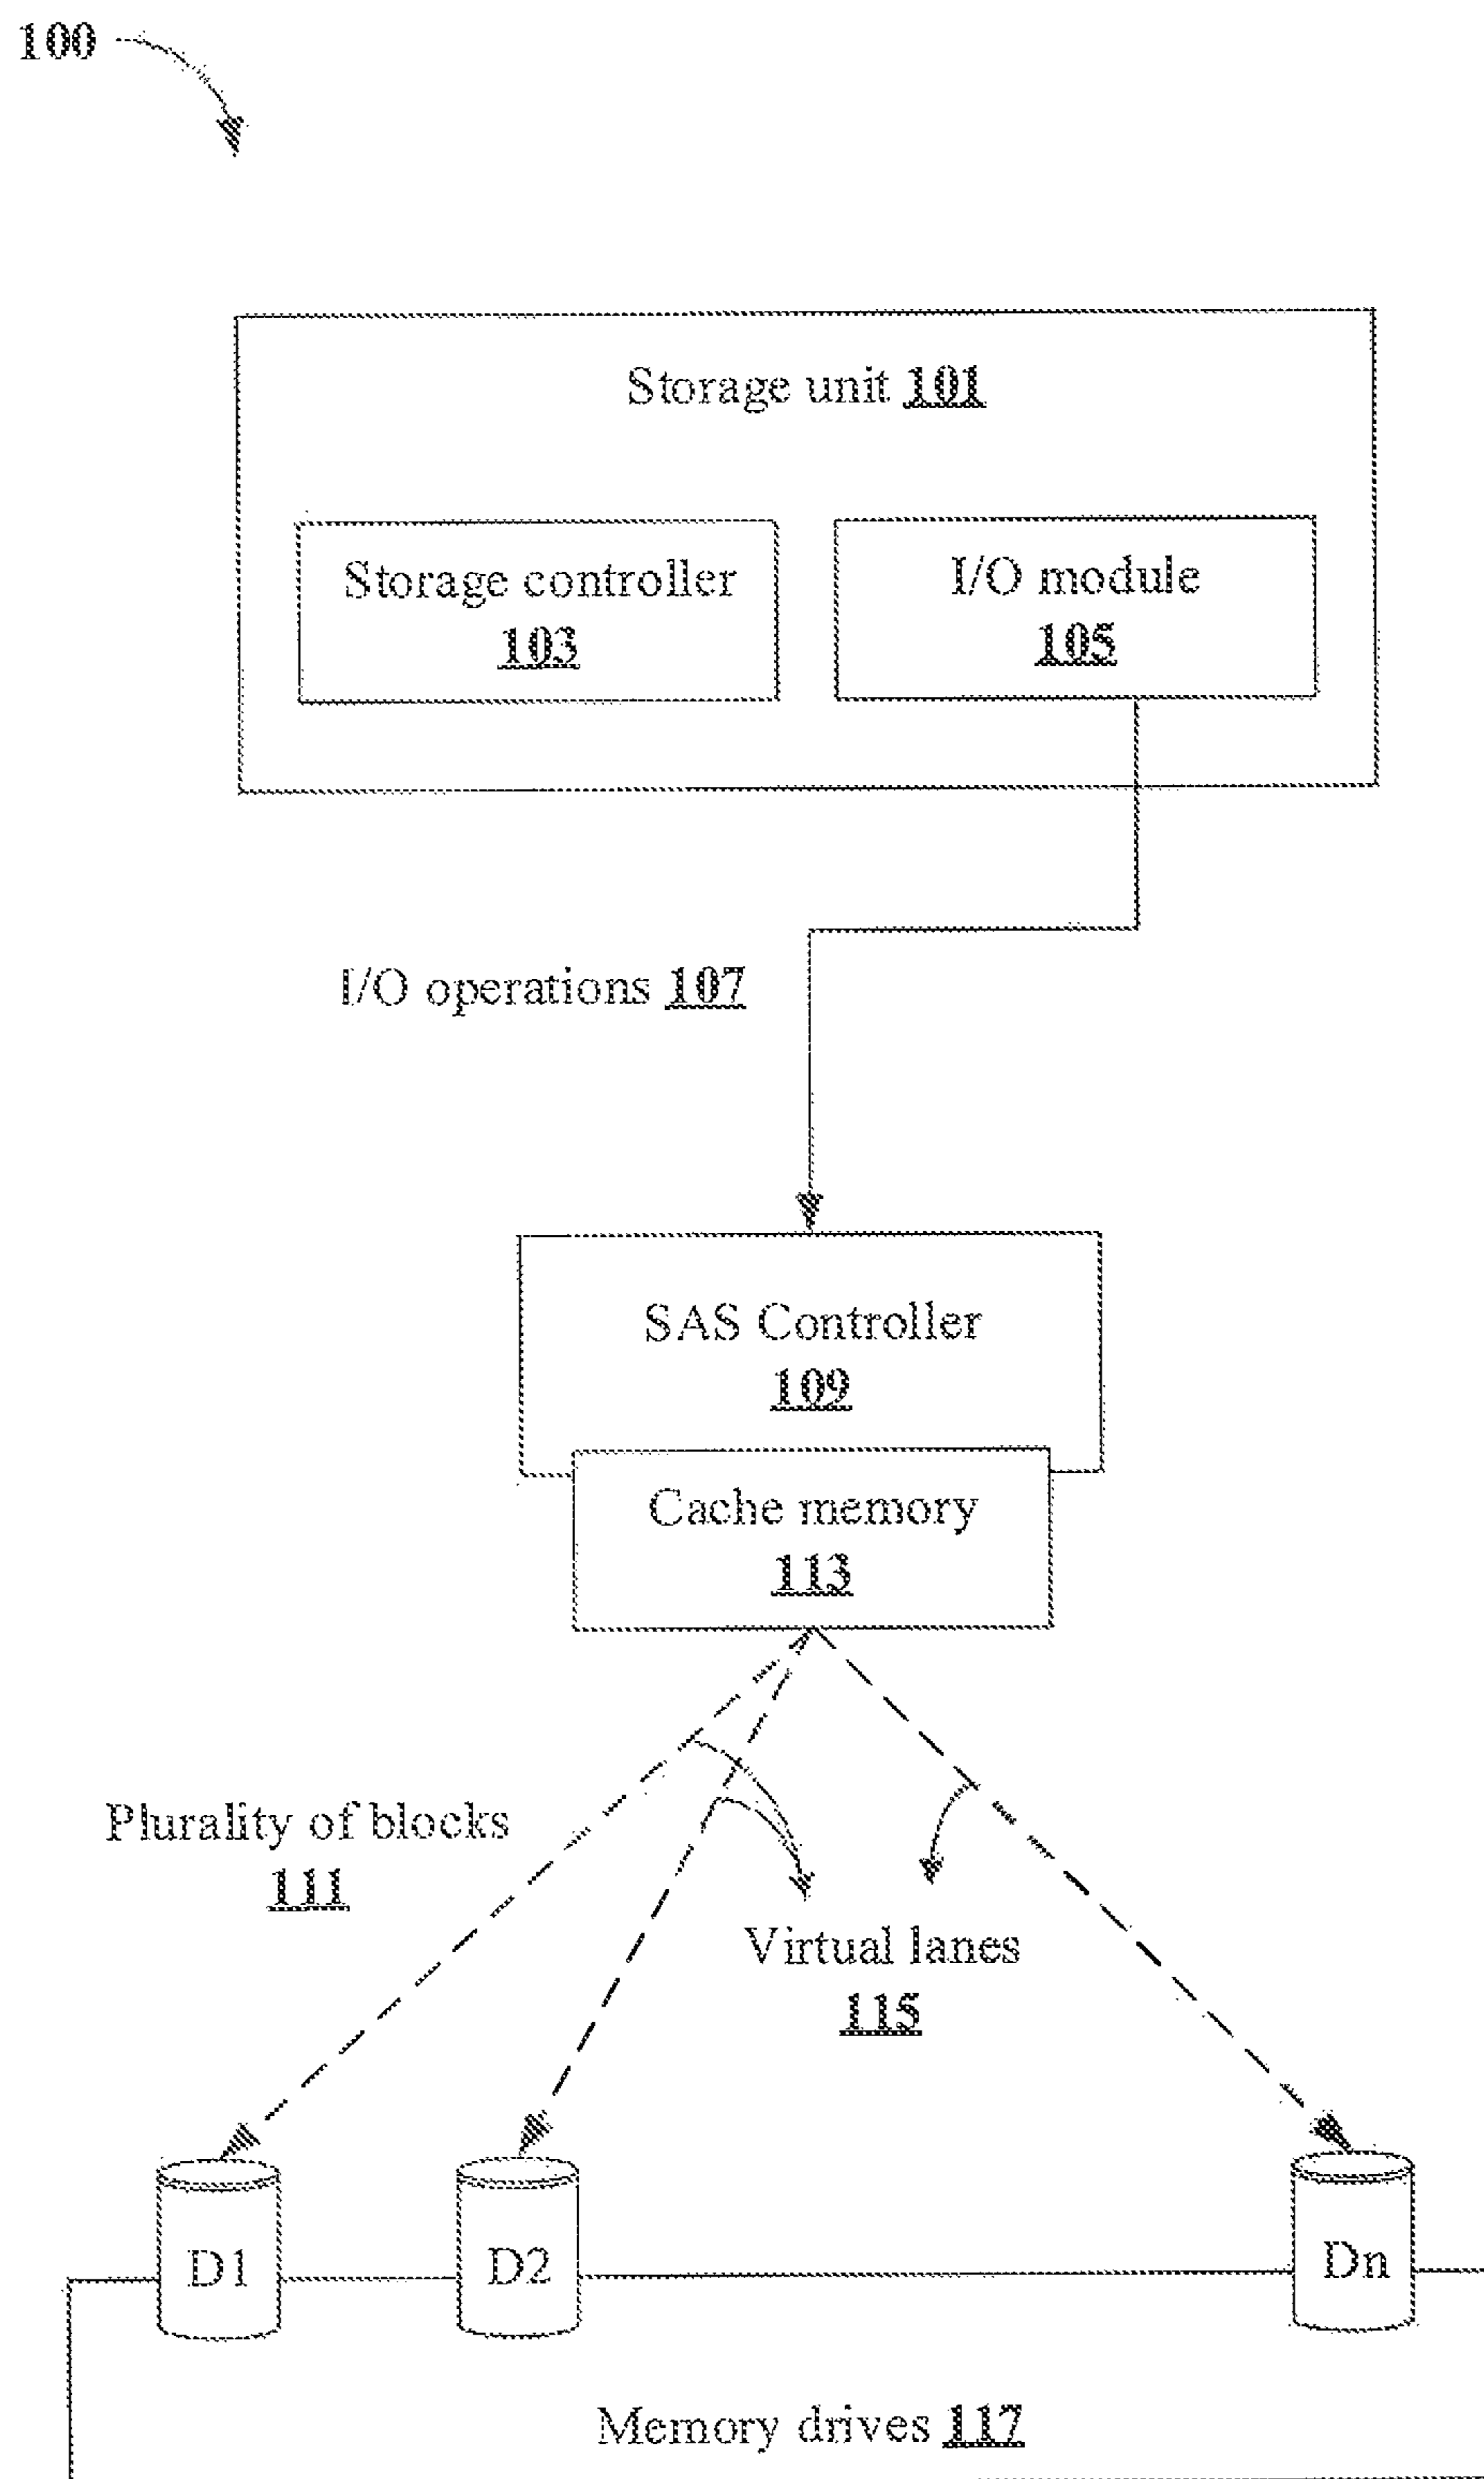 100
Storage unit 101
Storage controller
103
I/O module
105
I/O operations 107
SAS Controller
109
Cache memory
113
Plurality of blocks
111
Virtual lanes
115
D1
D2
Dn
Memory drives 117